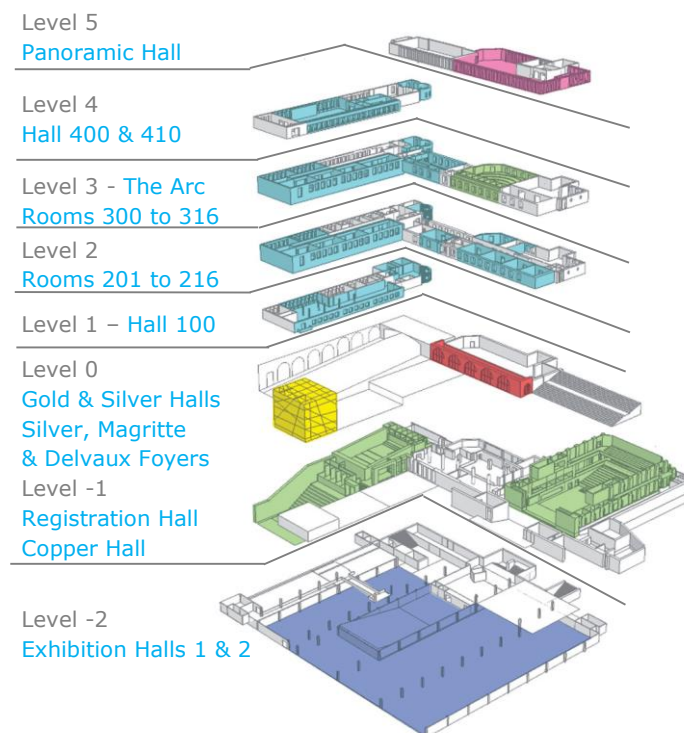 Level 5
Panoramic Hall
Level 4
Hall 400 & 410
Level 3 - The Arc
Rooms 300 to 316
Level 2
Rooms 201 to 216
Level 1 – Hall 100
Level 0
Gold & Silver Halls
Silver, Magritte
& Delvaux Foyers
Level -1
Registration Hall
Copper Hall
Level -2
Exhibition Halls 1 & 2